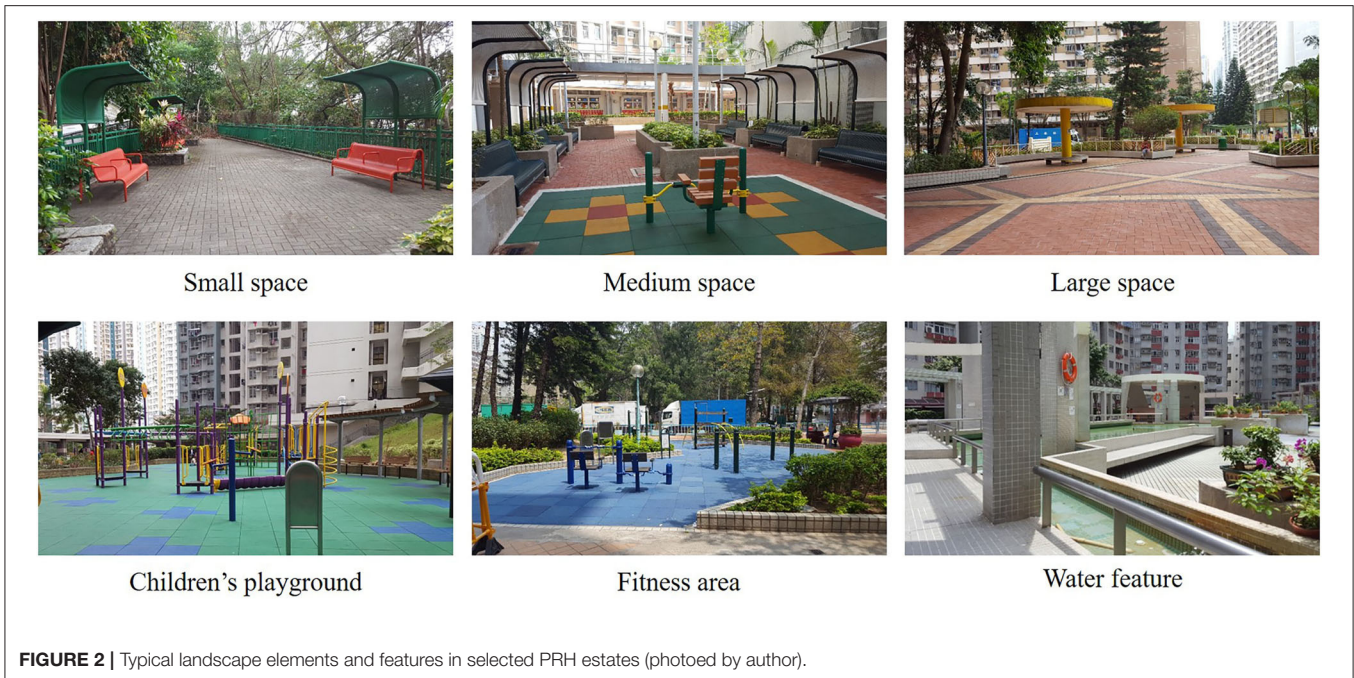 Small space
Medium space
Large space
Children's playground
Fitness area
Water feature
FIGURE 2 | Typical landscape elements and features in selected PRH estates (photoed by author).